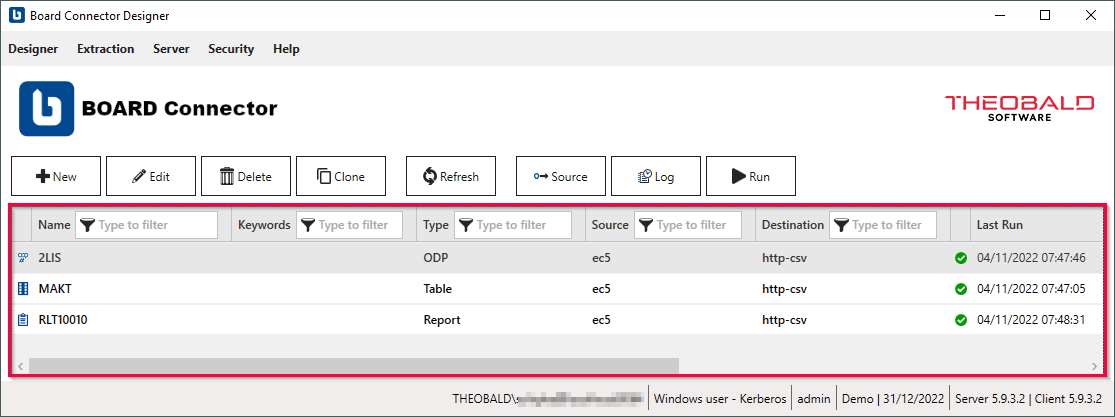 Board Connector Designer
Designer Extraction Server Security Help
BOARD Connector
THEOBALD
SOFTWARE
New Edit Delete Clone Refresh Source Log Run
Name Type to filter Keywords Type to filter Type Type to filter Source Type to filter Destination Type to filter Last Run
2LIS ODP ec5 http-csv 04/11/2022 07:47:46
MAKT Table ec5 http-csv 04/11/2022 07:47:05
RLT10010 Report ec5 http-csv 04/11/2022 07:48:31
THEOBALD\ Windows user - Kerberos admin Demo | 31/12/2022 Server 5.9.3.2 | Client 5.9.3.2